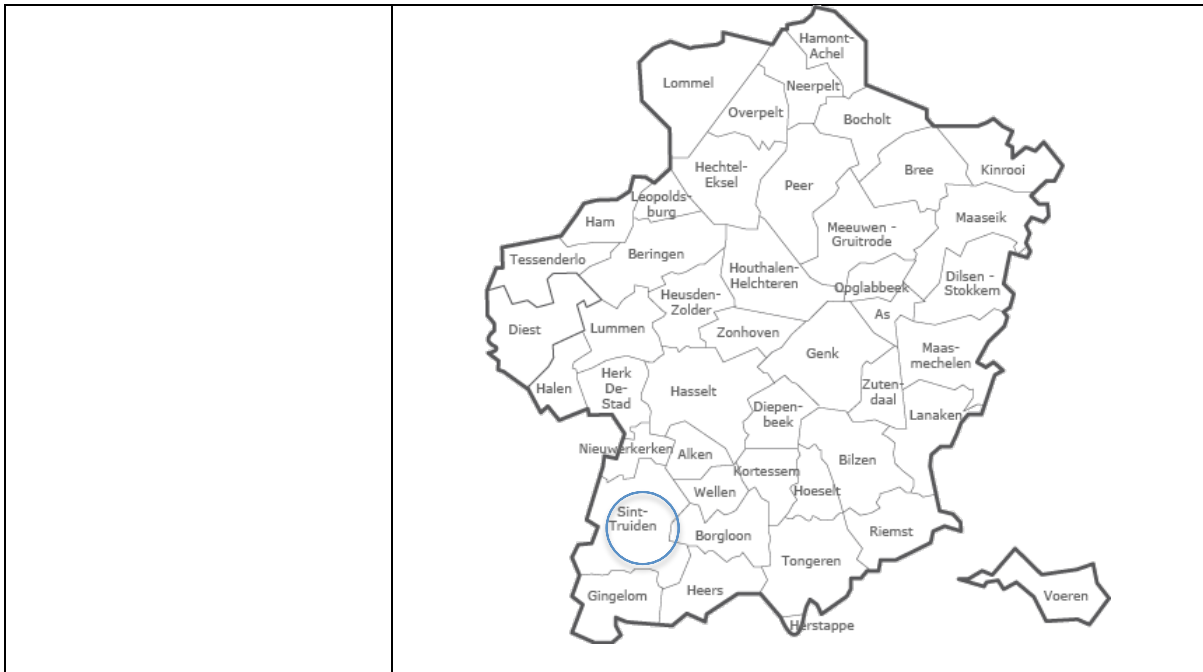 Hamont-
Achel
Lommel
Neerpelt
Overpelt
Bocholt
Hechtel-
Eksel
Bree
Kinrooi
Peer
Leopolds-
burg
Ham
Maaseik
Meeuwen -
Gruitrode
Tessenderlo
Beringen
Houthalen-
Helchteren
Opglabbeek
Dilsen -
Stokkem
Heusden-
Zolder
As
Diest
Lummen
Zonhoven
Genk
Maas-
mechelen
Halen
Herk
De-
Stad
Hasselt
Zuten-
daal
Diepen-
beek
Lanaken
Nieuwerkerken
Alken
Kortessem
Bilzen
Wellen
Hoeselt
Sint-
Truiden
Borgloon
Riemst
Tongeren
Gingelom
Heers
Voeren
Herstappe